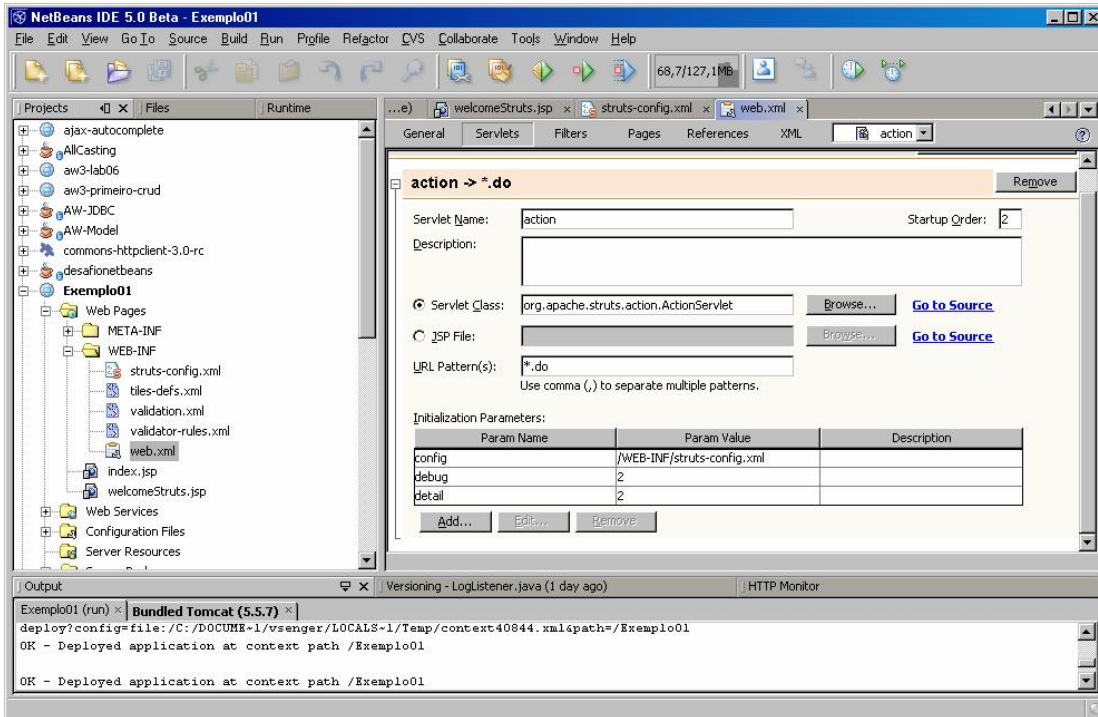 NetBeans IDE 5.0 Beta - Exemplo01
File Edit View Go To Source Build Run Profile Refactor CVS Collaborate Tools Window Help
68,7/127,1MB
Projects Files Runtime
ajax-autocomplete
AllCasting
aw3-lab06
aw3-primeiro-crud
AW-JDBC
AW-Model
commons-httpclient-3.0-rc
desafionetbeans
Exemplo01
Web Pages
META-INF
WEB-INF
struts-config.xml
tiles-defs.xml
validation.xml
validator-rules.xml
web.xml
index.jsp
welcomeStruts.jsp
Web Services
Configuration Files
Server Resources
...e) welcomeStruts.jsp x struts-config.xml x web.xml x
General Servlets Filters Pages References XML action
action -> *.do Remove
Servlet Name: action Startup Order: 2
Description:
Servlet Class: org.apache.struts.action.ActionServlet Browse... Go to Source
JSP File: Browse... Go to Source
URL Pattern(s): *.do
Use comma (,) to separate multiple patterns.
Initialization Parameters:
Param Name Param Value Description
config /WEB-INF/struts-config.xml
debug 2
detail 2
Add... Edit... Remove
Output Versioning - LogListener.java (1 day ago) HTTP Monitor
Exemplo01 (run) x Bundled Tomcat (5.5.7) x
deploy?config=file:/C:/DOCUME~1/vsenger/LOCALS~1/Temp/context40844.xml&path=/Exemplo01
OK - Deployed application at context path /Exemplo01
OK - Deployed application at context path /Exemplo01